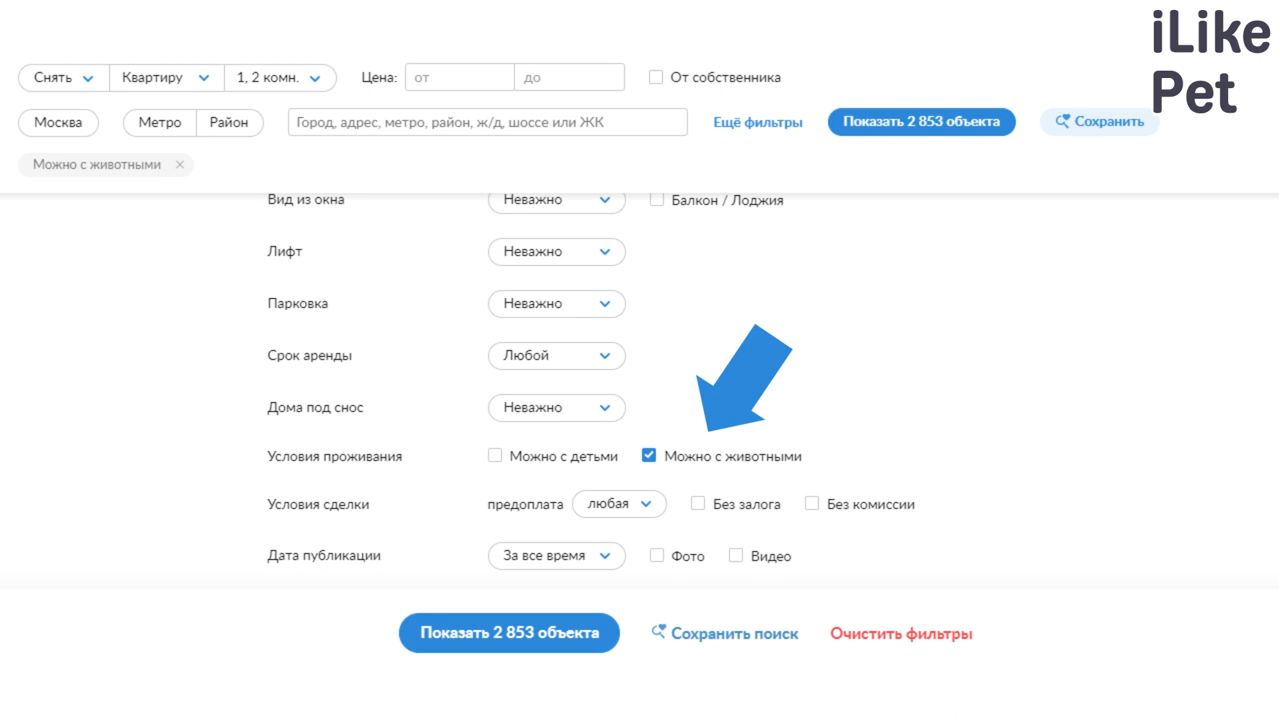 iLike
Pet
Снять Квартиру 1, 2 комн. Цена: от до От собственника
Москва Метро Район Город, адрес, метро, район, ж/д, шоссе или ЖК Ещё фильтры Показать 2 853 объекта Сохранить
Можно с животными ×
Вид из окна Неважно Балкон / Лоджия
Лифт Неважно
Парковка Неважно
Срок аренды Любой
Дома под снос Неважно
Условия проживания Можно с детьми Можно с животными
Условия сделки предоплата любая Без залога Без комиссии
Дата публикации За все время Фото Видео
Показать 2 853 объекта Сохранить поиск Очистить фильтры